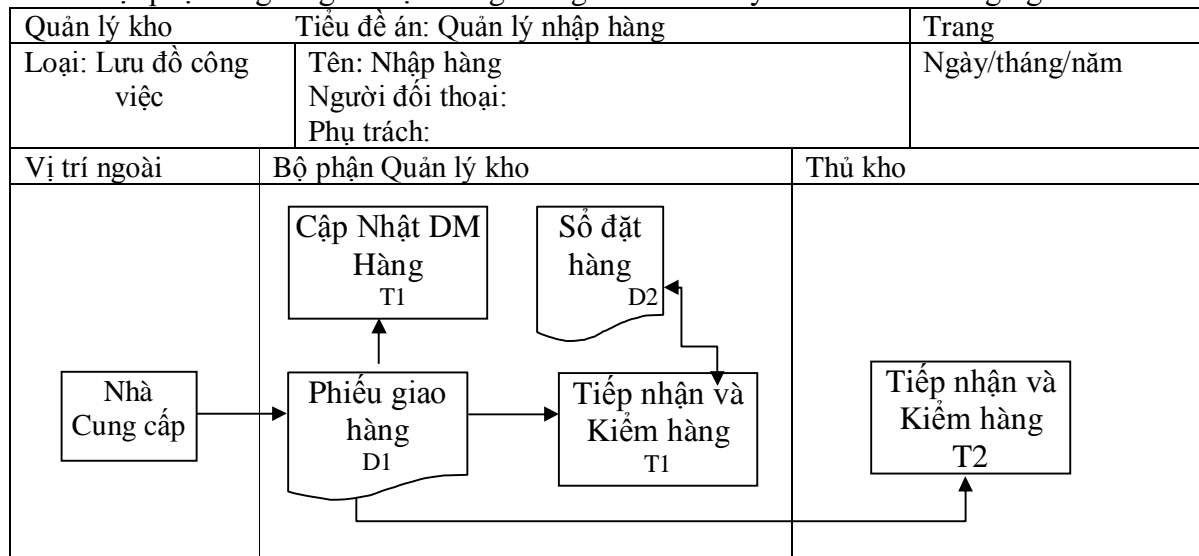 Quản lý kho Tiểu đề án: Quản lý nhập hàng Trang
Loại: Lưu đồ công việc
Tên: Nhập hàng
Người đối thoại:
Phụ trách:
Ngày/tháng/năm
Vị trí ngoài Bộ phận Quản lý kho Thủ kho
Cập Nhật DM
Hàng
T1
Sổ đặt
hàng
D2
Nhà
Cung cấp
Phiếu giao
hàng
D1
Tiếp nhận và
Kiểm hàng
T1
Tiếp nhận và
Kiểm hàng
T2